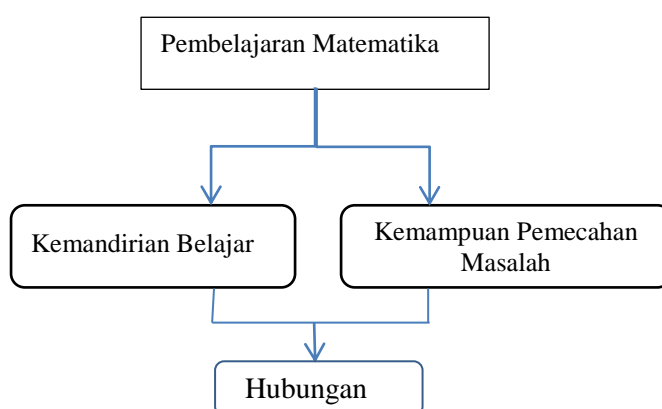 Pembelajaran Matematika
Kemandirian Belajar
Kemampuan Pemecahan
Masalah
Hubungan